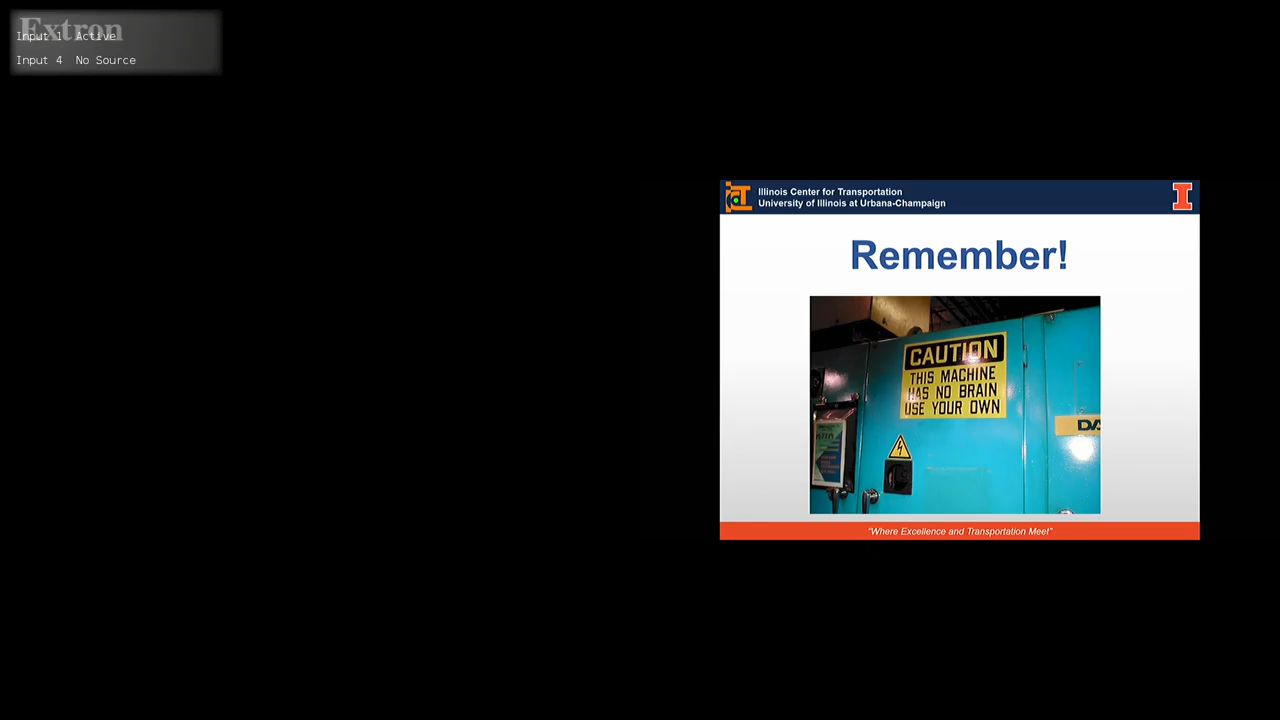 Extron
Input 1 Active
Input 4 No Source
Illinois Center for Transportation
University of Illinois at Urbana-Champaign
Remember!
CAUTION
THIS MACHINE
HAS NO BRAIN
USE YOUR OWN
"Where Excellence and Transportation Meet"